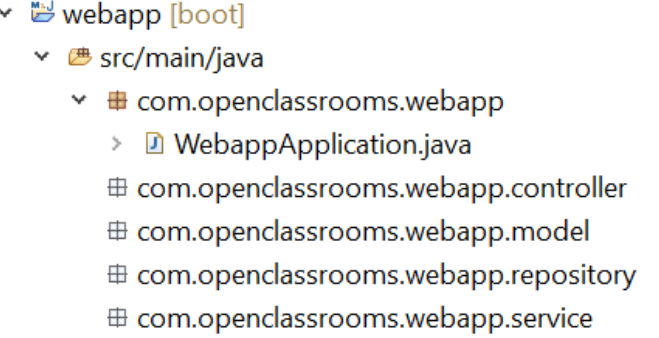 webapp [boot]
src/main/java
com.openclassrooms.webapp
WebappApplication.java
com.openclassrooms.webapp.controller
com.openclassrooms.webapp.model
com.openclassrooms.webapp.repository
com.openclassrooms.webapp.service